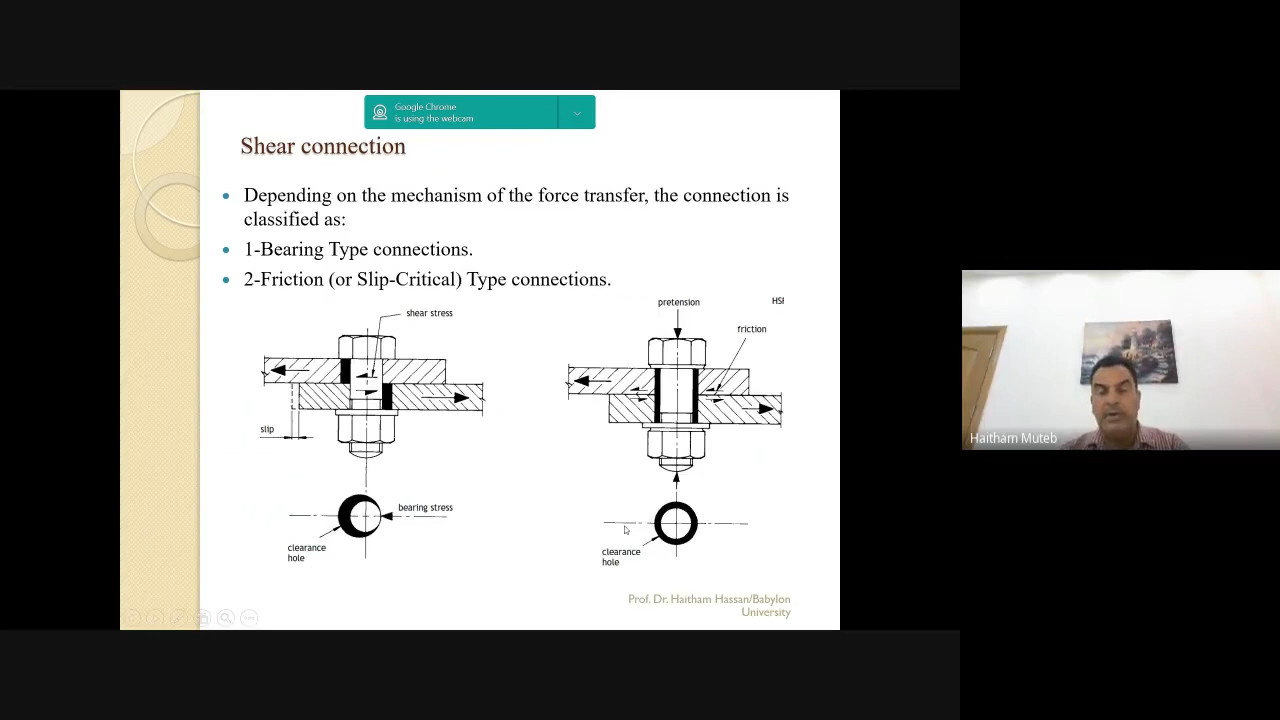 Google Chrome
is using the webcam
Shear connection
Depending on the mechanism of the force transfer, the connection is
classified as:
1-Bearing Type connections.
2-Friction (or Slip-Critical) Type connections.
shear stress
slip
bearing stress
clearance
hole
pretension
HSF
friction
clearance
hole
Prof. Dr. Haitham Hassan/Babylon
University
Haitham Muteb